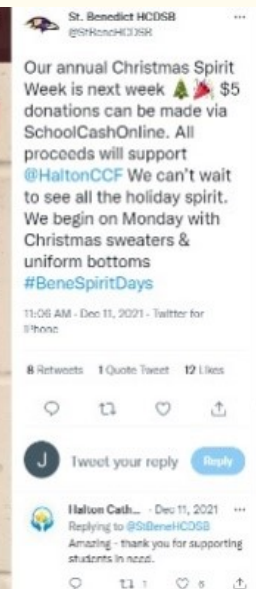 St. Benedict HCDSB
@StBeneHCDSB
Our annual Christmas Spirit
Week is next week 🎄🎉 $5
donations can be made via
SchoolCashOnline. All
proceeds will support
@HaltonCCF We can't wait
to see all the holiday spirit.
We begin on Monday with
Christmas sweaters &
uniform bottoms
#BeneSpiritDays
11:06 AM · Dec 11, 2021 · Twitter for
iPhone
8 Retweets 1 Quote Tweet 12 Likes
J Tweet your reply Reply
Halton Cath... · Dec 11, 2021
Replying to @StBeneHCDSB
Amazing - thank you for supporting
students in need.
1 6